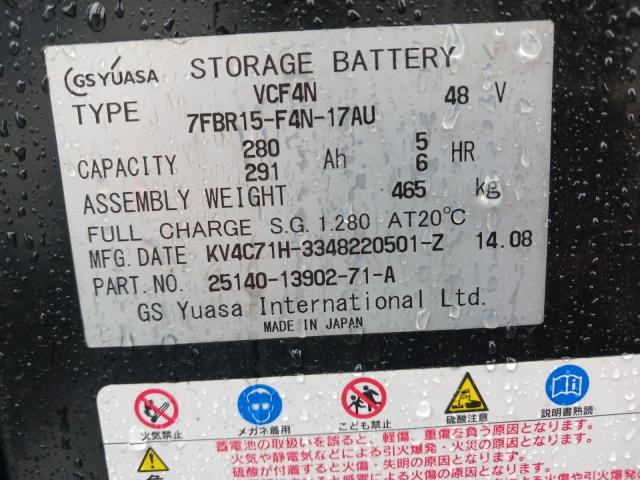 GS YUASA STORAGE BATTERY
TYPE VCF4N 48 V
7FBR15-F4N-17AU
CAPACITY 280 Ah 5 HR
291 6
ASSEMBLY WEIGHT 465 kg
FULL CHARGE S.G. 1.280 AT20°C
MFG. DATE KV4C71H-3348220501-Z 14.08
PART. NO. 25140-13902-71-A
GS Yuasa International Ltd.
MADE IN JAPAN
火気禁止 メガネ着用 こども禁止 硫酸注意 説明書熟読
蓄電池の取扱いを誤ると、軽傷、重傷を負う原因となります。
火気や静電気などによる引火爆発・火災の原因となります。
硫酸が付着すると火傷・失明の原因となります。